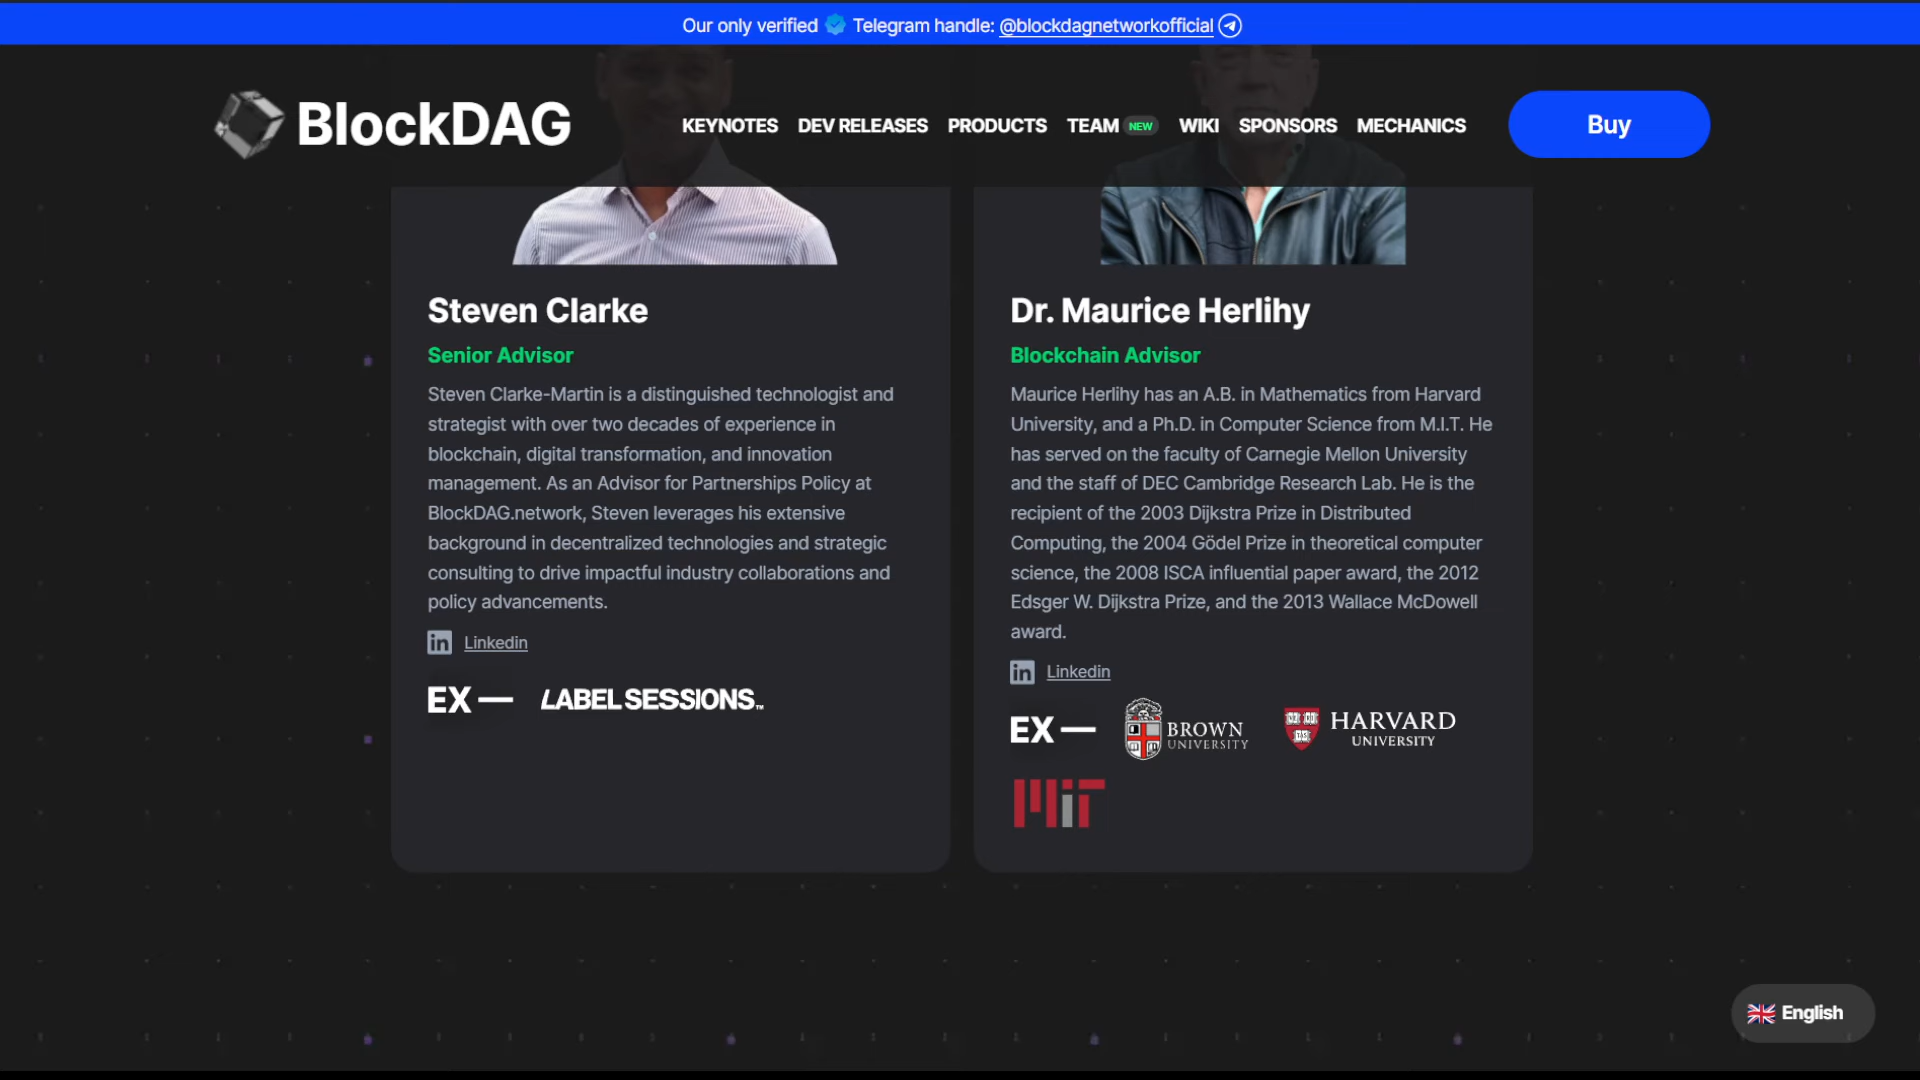 Our only verified Telegram handle: @blockdagnetworkofficial
BlockDAG
KEYNOTES DEV RELEASES PRODUCTS TEAM NEW WIKI SPONSORS MECHANICS
Buy
Steven Clarke
Senior Advisor
Steven Clarke-Martin is a distinguished technologist and
strategist with over two decades of experience in
blockchain, digital transformation, and innovation
management. As an Advisor for Partnerships Policy at
BlockDAG.network, Steven leverages his extensive
background in decentralized technologies and strategic
consulting to drive impactful industry collaborations and
policy advancements.
in Linkedin
EX— LABEL SESSIONS™
Dr. Maurice Herlihy
Blockchain Advisor
Maurice Herlihy has an A.B. in Mathematics from Harvard
University, and a Ph.D. in Computer Science from M.I.T. He
has served on the faculty of Carnegie Mellon University
and the staff of DEC Cambridge Research Lab. He is the
recipient of the 2003 Dijkstra Prize in Distributed
Computing, the 2004 Gödel Prize in theoretical computer
science, the 2008 ISCA influential paper award, the 2012
Edsger W. Dijkstra Prize, and the 2013 Wallace McDowell
award.
in Linkedin
EX— BROWN UNIVERSITY HARVARD UNIVERSITY
MIT
English